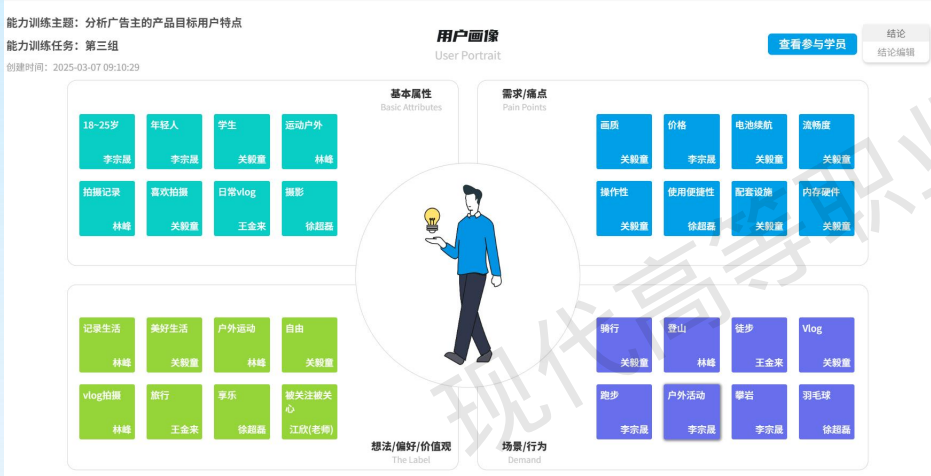 能力训练主题：分析广告主的产品目标用户特点
能力训练任务：第三组
创建时间：2025-03-07 09:10:29
用户画像
User Portrait
查看参与学员
结论
结论编辑
基本属性
Basic Attributes
18~25岁
李宗晟
年轻人
李宗晟
学生
关毅童
运动户外
林峰
拍摄记录
林峰
喜欢拍摄
关毅童
日常vlog
王金来
摄影
徐超磊
需求/痛点
Pain Points
画质
关毅童
价格
李宗晟
电池续航
关毅童
流畅度
关毅童
操作性
关毅童
使用便捷性
徐超磊
配套设施
关毅童
内存硬件
关毅童
记录生活
林峰
美好生活
关毅童
户外运动
林峰
自由
关毅童
vlog拍摄
林峰
旅行
王金来
享乐
徐超磊
被关注被关
心
江欣(老师)
想法/偏好/价值观
The Label
骑行
关毅童
登山
林峰
徒步
王金来
Vlog
关毅童
跑步
李宗晟
户外活动
李宗晟
攀岩
李宗晟
羽毛球
徐超磊
场景/行为
Demand
现代高等职业